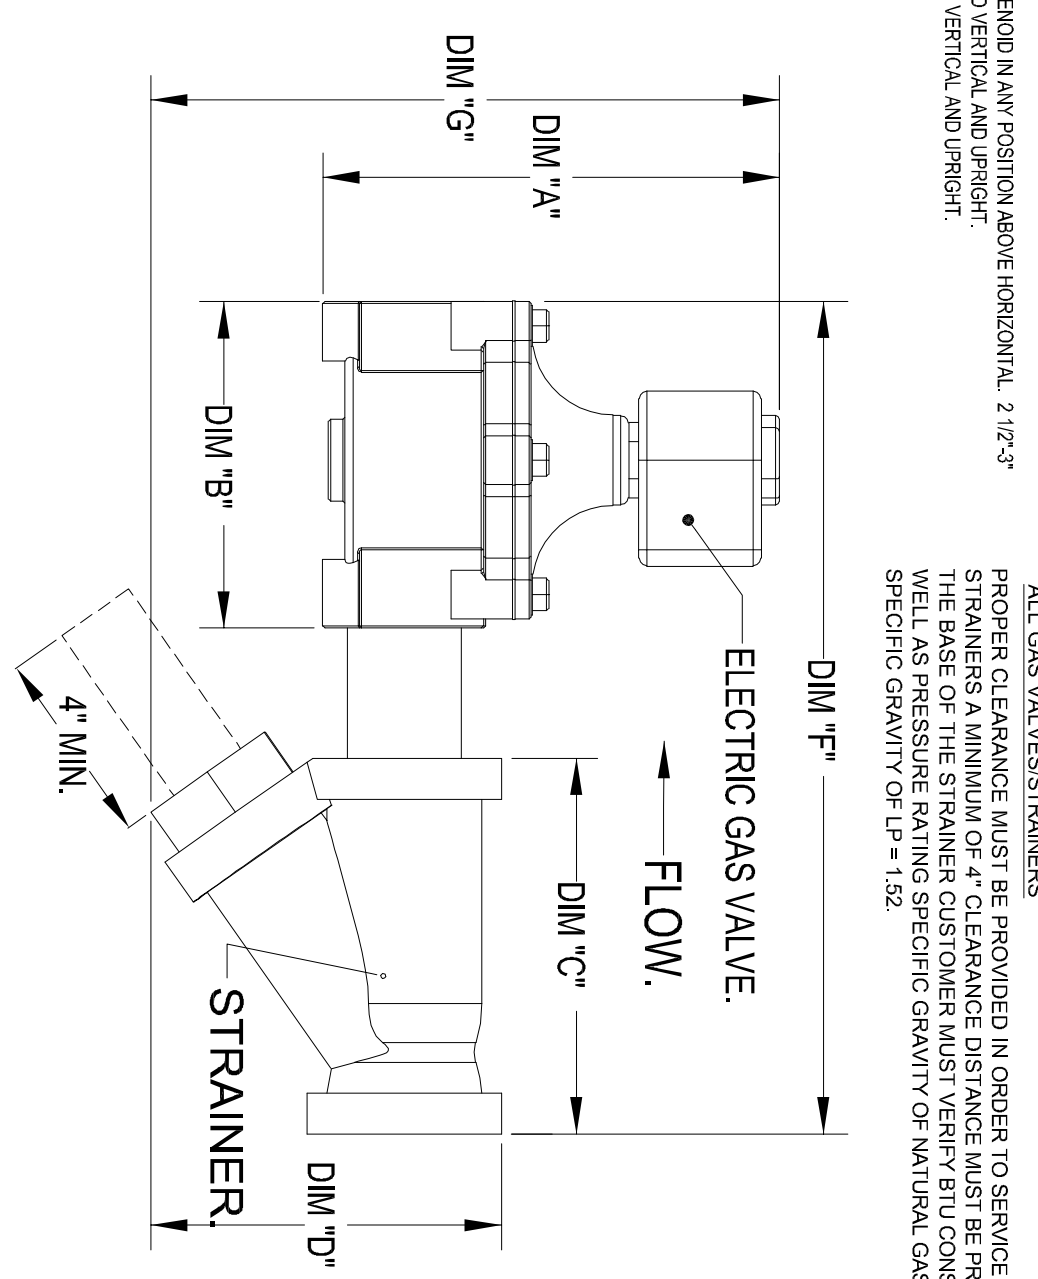 ENOID IN ANY POSITION ABOVE HORIZONTAL. 2 1/2"-3"
VERTICAL AND UPRIGHT.
VERTICAL AND UPRIGHT.
ALL GAS VALVES/STRAINERS
PROPER CLEARANCE MUST BE PROVIDED IN ORDER TO SERVICE
STRAINERS A MINIMUM OF 4" CLEARANCE DISTANCE MUST BE PR
THE BASE OF THE STRAINER CUSTOMER MUST VERIFY BTU CONS
WELL AS PRESSURE RATING SPECIFIC GRAVITY OF NATURAL GAS
SPECIFIC GRAVITY OF LP = 1.52.
DIM "F"
ELECTRIC GAS VALVE.
FLOW.
DIM "A"
DIM "C"
DIM "G"
DIM "D"
DIM "B"
STRAINER.
4" MIN.